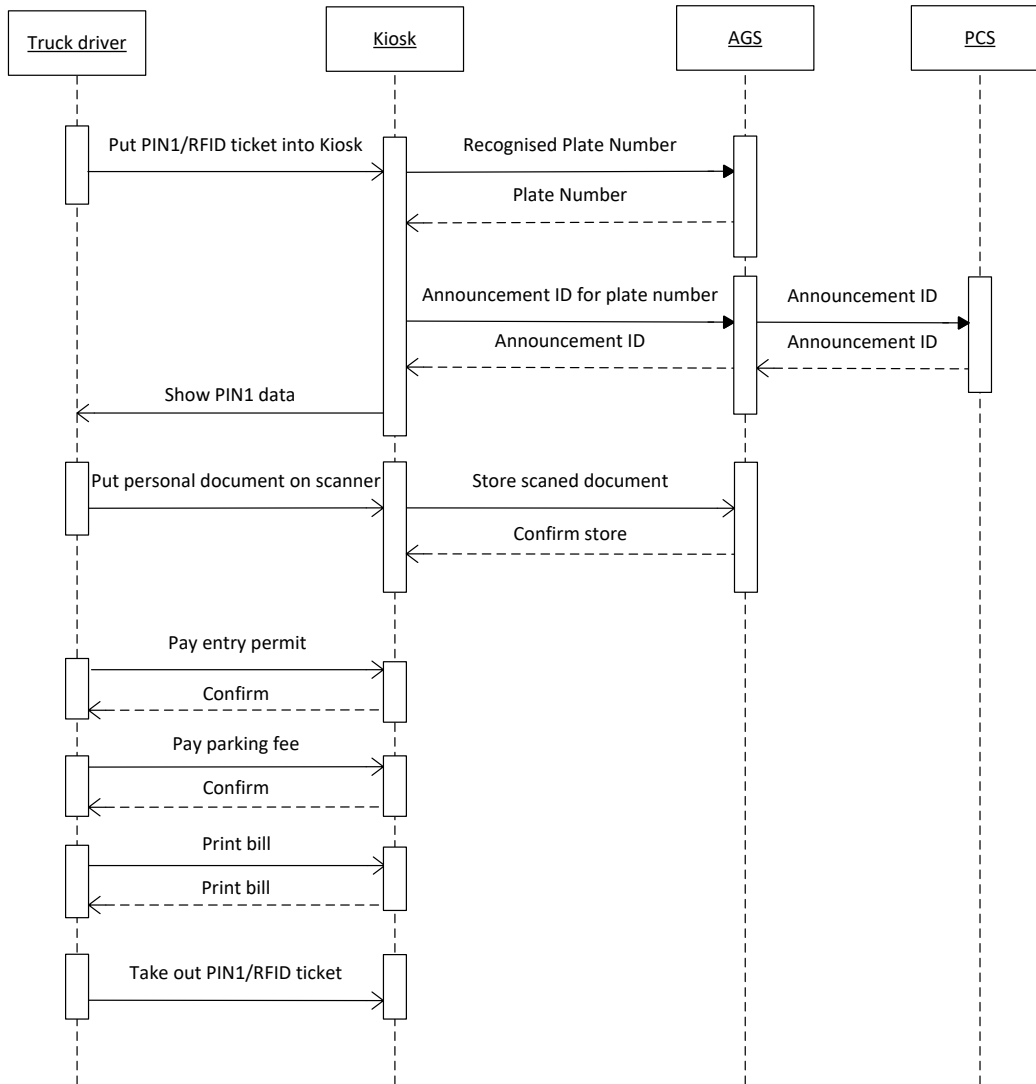 Truck driver
Kiosk
AGS
PCS
Put PIN1/RFID ticket into Kiosk
Recognised Plate Number
Plate Number
Announcement ID for plate number
Announcement ID
Announcement ID
Announcement ID
Show PIN1 data
Put personal document on scanner
Store scaned document
Confirm store
Pay entry permit
Confirm
Pay parking fee
Confirm
Print bill
Print bill
Take out PIN1/RFID ticket